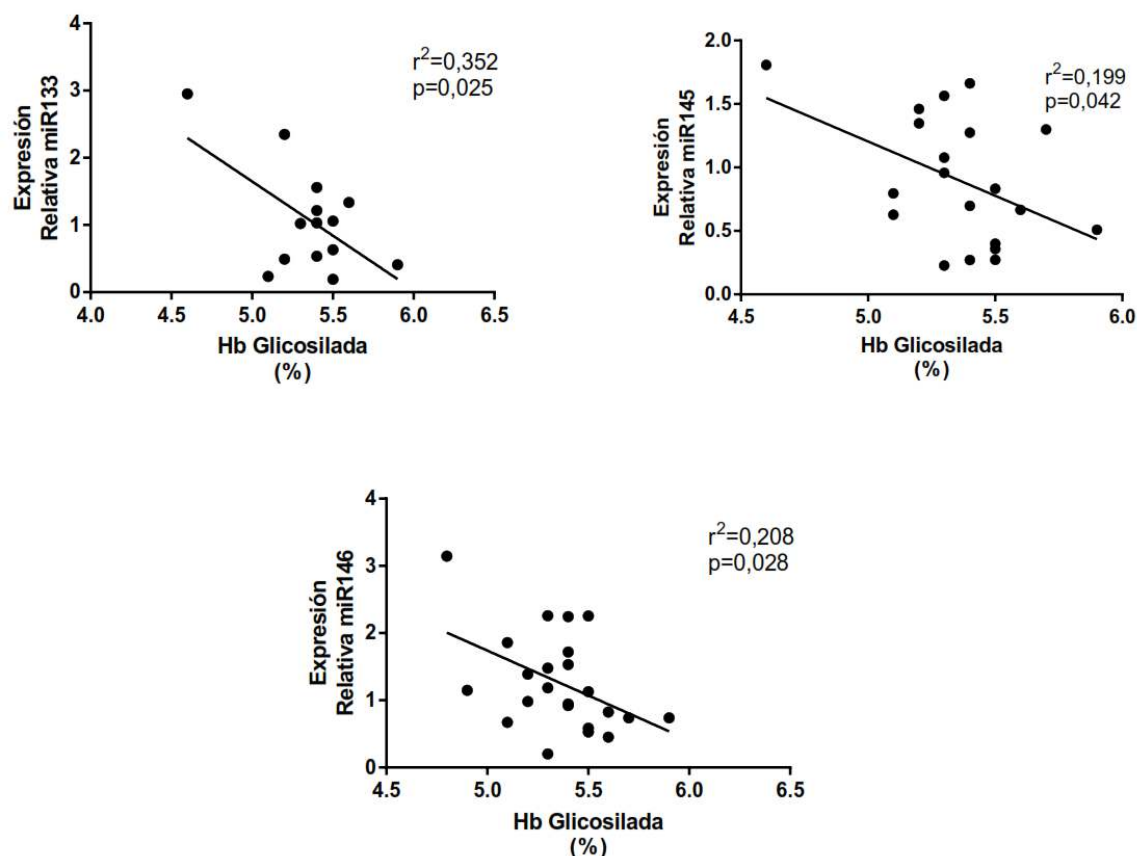 Expresión
Relativa miR133
4
3
2
1
0
r²=0,352
p=0,025
4.0 4.5 5.0 5.5 6.0 6.5
Hb Glicosilada
(%)
Expresión
Relativa miR145
2.0
1.5
1.0
0.5
0.0
r²=0,199
p=0,042
4.5 5.0 5.5 6.0
Hb Glicosilada
(%)
Expresión
Relativa miR146
4
3
2
1
0
r²=0,208
p=0,028
4.5 5.0 5.5 6.0 6.5
Hb Glicosilada
(%)